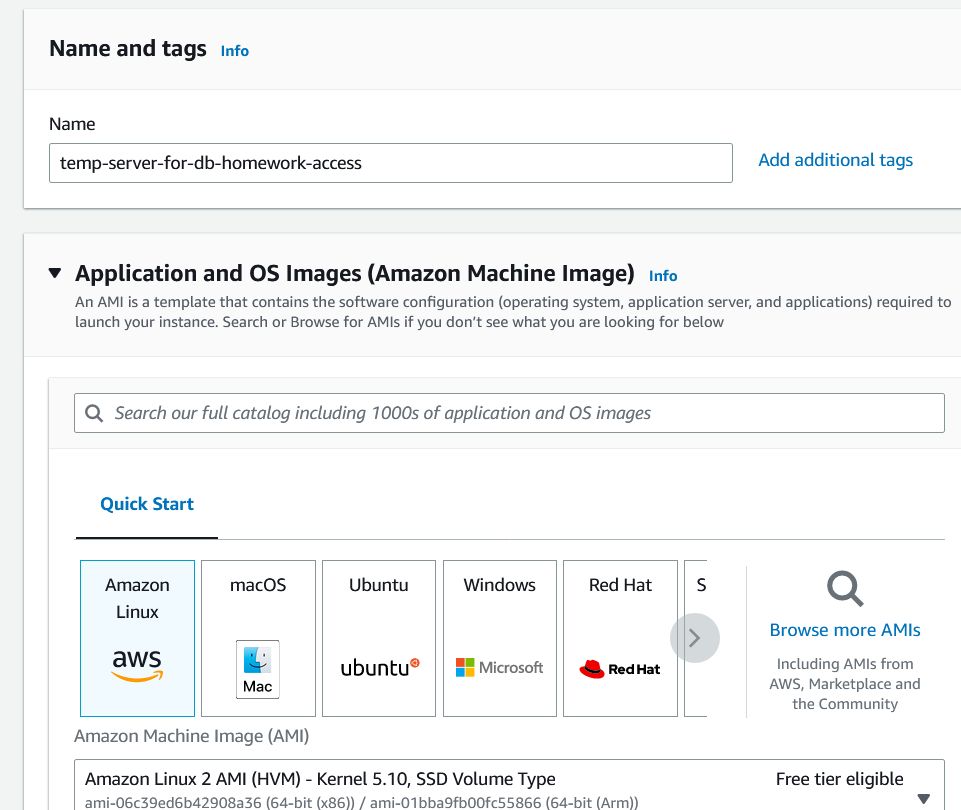 Name and tags Info
Name
temp-server-for-db-homework-access
Add additional tags
Application and OS Images (Amazon Machine Image) Info
An AMI is a template that contains the software configuration (operating system, application server, and applications) required to
launch your instance. Search or Browse for AMIs if you don’t see what you are looking for below
Search our full catalog including 1000s of application and OS images
Quick Start
Amazon
Linux
aws
macOS
Mac
Ubuntu
ubuntu
Windows
Microsoft
Red Hat
Red Hat
S
Browse more AMIs
Including AMIs from
AWS, Marketplace and
the Community
Amazon Machine Image (AMI)
Amazon Linux 2 AMI (HVM) - Kernel 5.10, SSD Volume Type
Free tier eligible
ami-06c39ed6b42908a36 (64-bit (x86)) / ami-01bba9fb00fc55866 (64-bit (Arm))